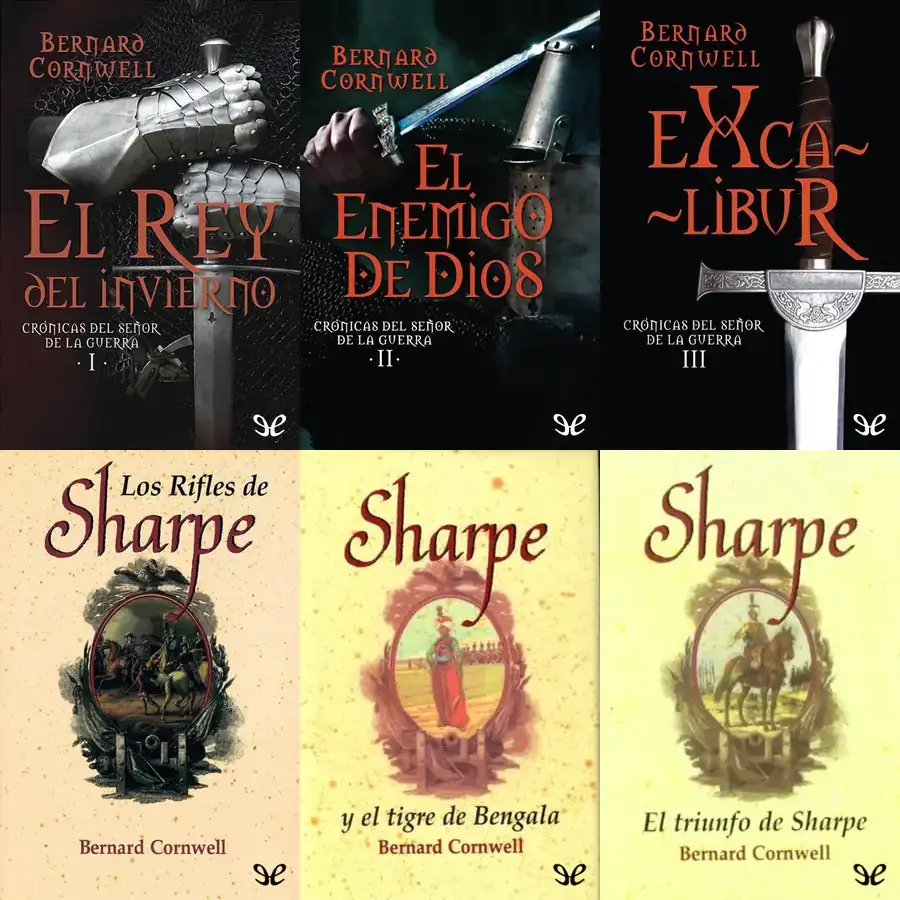 BERNARD
CORNWELL
EL REY
DEL INVIERNO
CRÓNICAS DEL SEÑOR
DE LA GUERRA
· I ·
BERNARD
CORNWELL
EL
ENEMIGO
DE DIOS
CRÓNICAS DEL SEÑOR
DE LA GUERRA
· II ·
BERNARD
CORNWELL
EXCA~
~LIBUR
CRÓNICAS DEL SEÑOR
DE LA GUERRA
III
Los Rifles de
Sharpe
Bernard Cornwell
Sharpe
y el tigre de Bengala
Bernard Cornwell
Sharpe
El triunfo de Sharpe
Bernard Cornwell